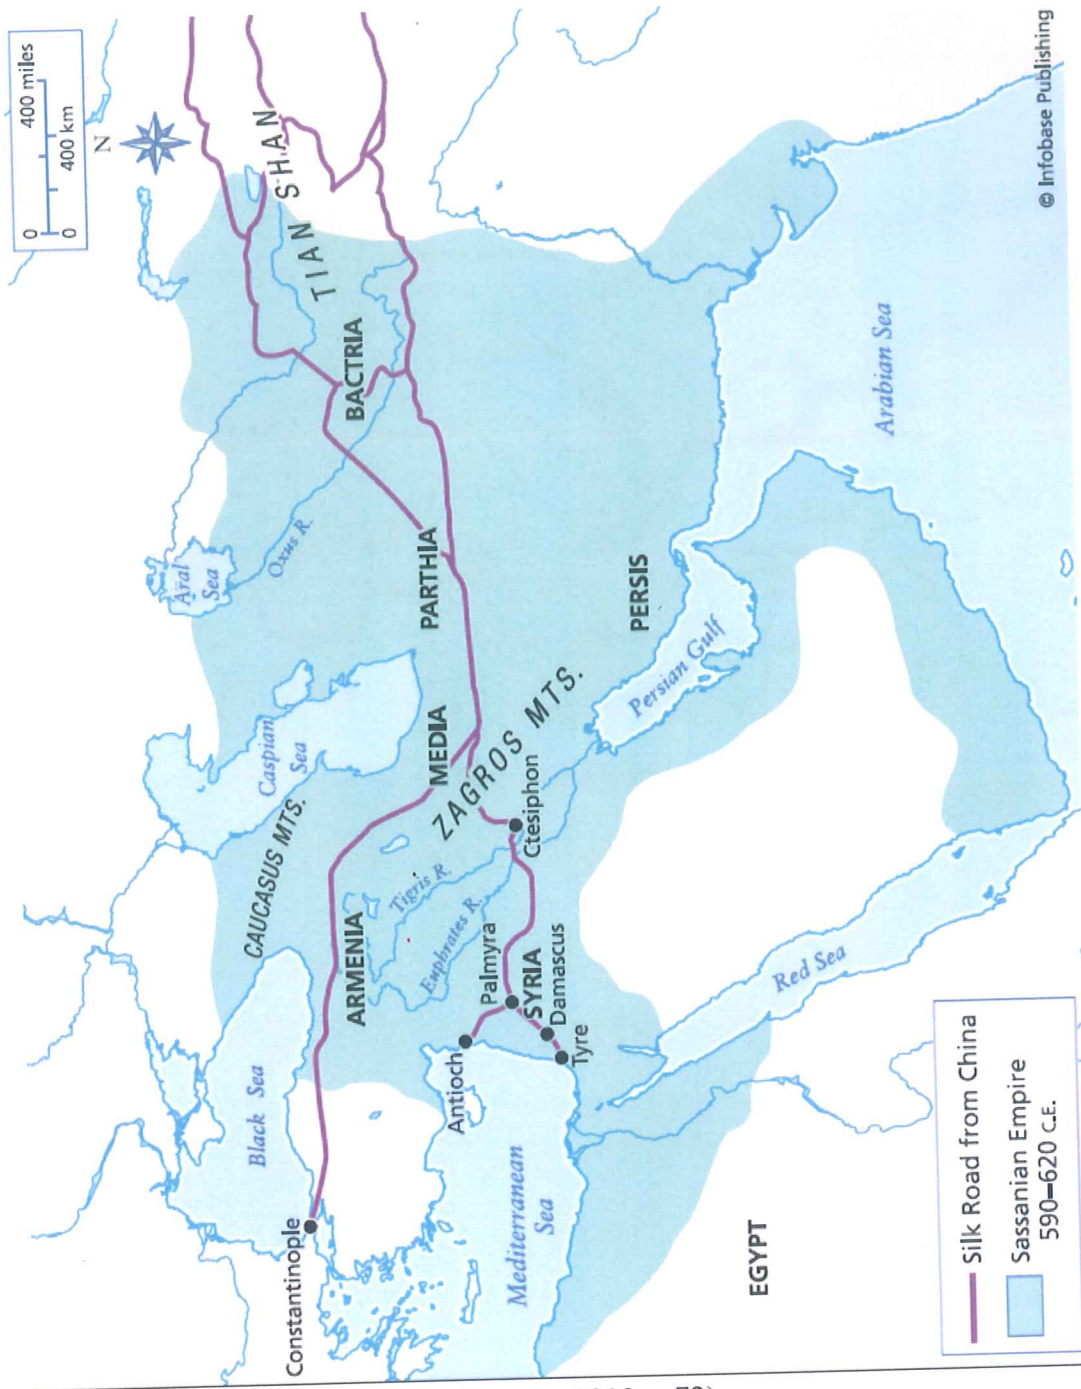 0 400 miles
0 400 km
N
TIAN SHAN
Aral
Sea
Oxus R.
BACTRIA
Caspian
Sea
CAUCASUS MTS.
Black Sea
Constantinople
ARMENIA
MEDIA
PARTHIA
Tigris R.
Euphrates R.
ZAGROS MTS.
Antioch
Palmyra
SYRIA
Damascus
Tyre
Ctesiphon
PERSIS
Mediterranean
Sea
Persian Gulf
EGYPT
Red Sea
Arabian Sea
Silk Road from China
Sassanian Empire
590–620 C.E.
© Infobase Publishing